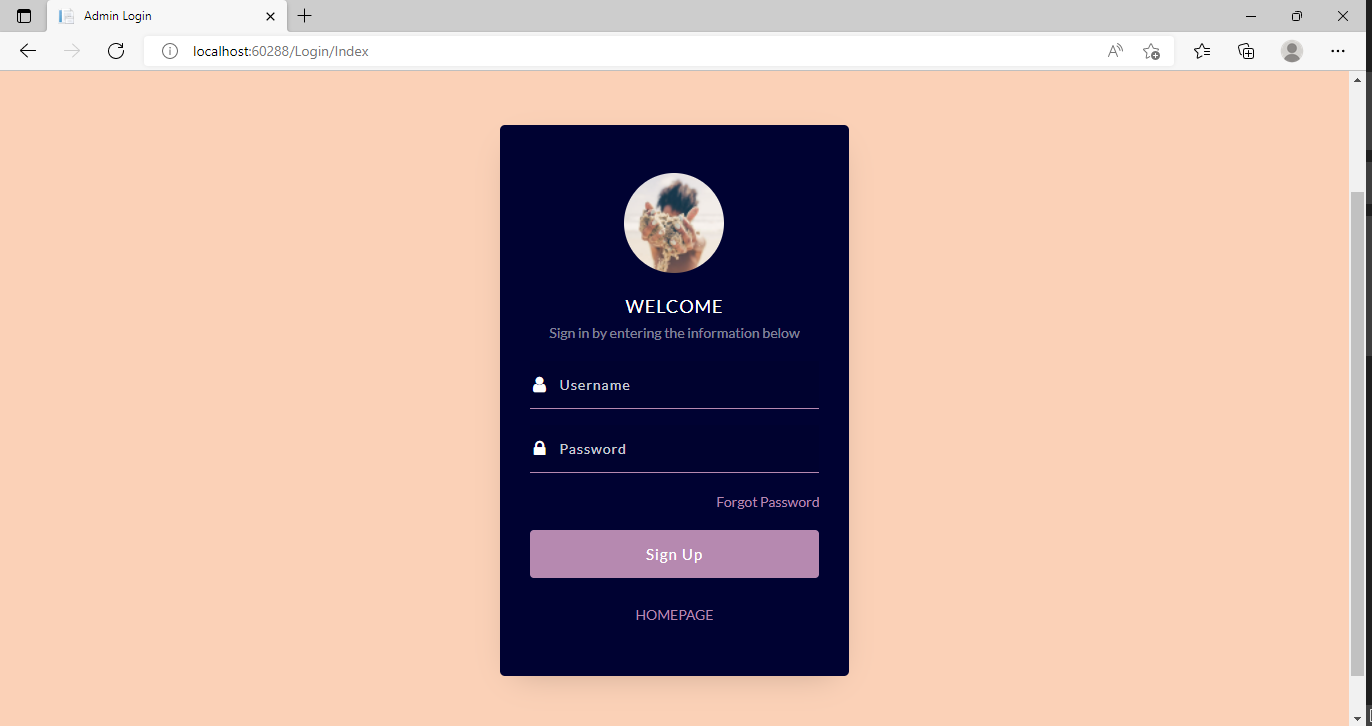 Admin Login
localhost:60288/Login/Index
WELCOME
Sign in by entering the information below
Username
Password
Forgot Password
Sign Up
HOMEPAGE